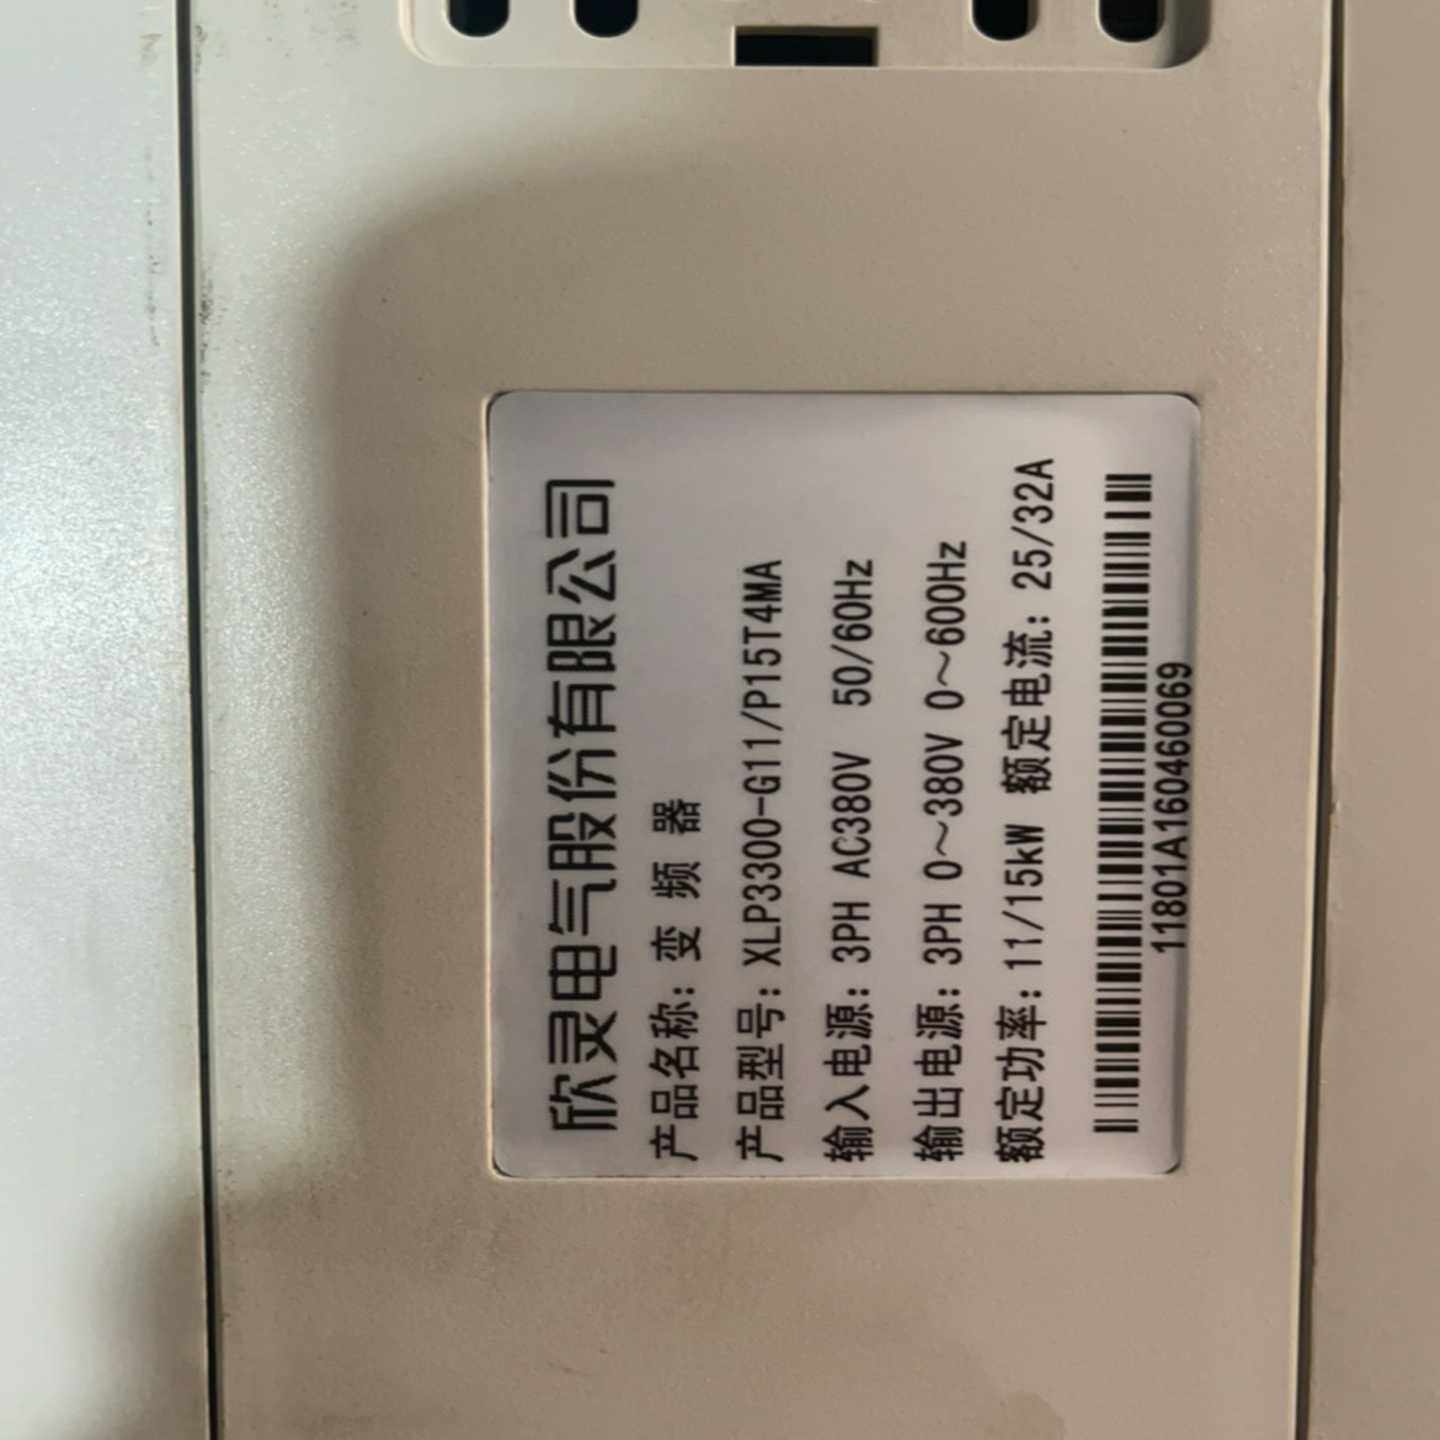 欣灵电气股份有限公司
产品名称: 变 频 器
产品型号: XLP3300-G11/P15T4MA
输入电源: 3PH AC380V 50/60Hz
输出电源: 3PH 0～380V 0～600Hz
额定功率: 11/15kW 额定电流: 25/32A
11801A160460069